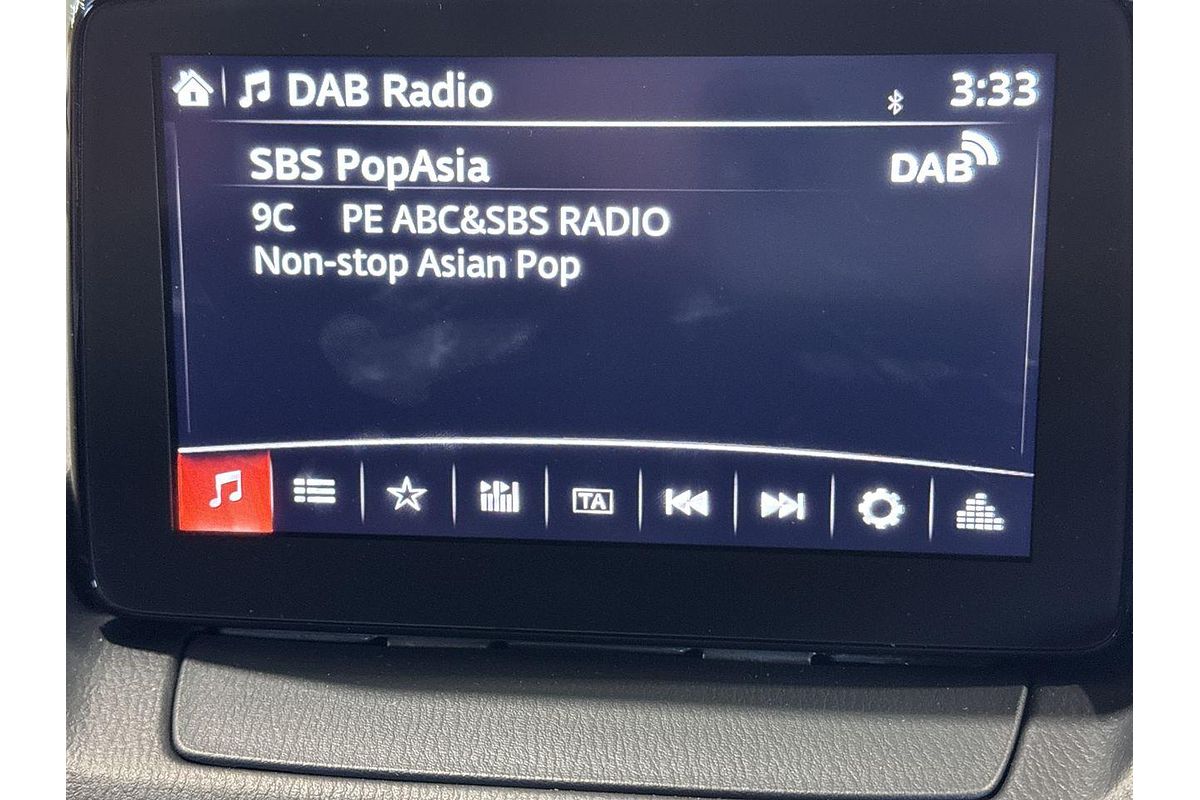 DAB Radio 3:33
SBS PopAsia DAB
9C PE ABC&SBS RADIO
Non-stop Asian Pop
TA